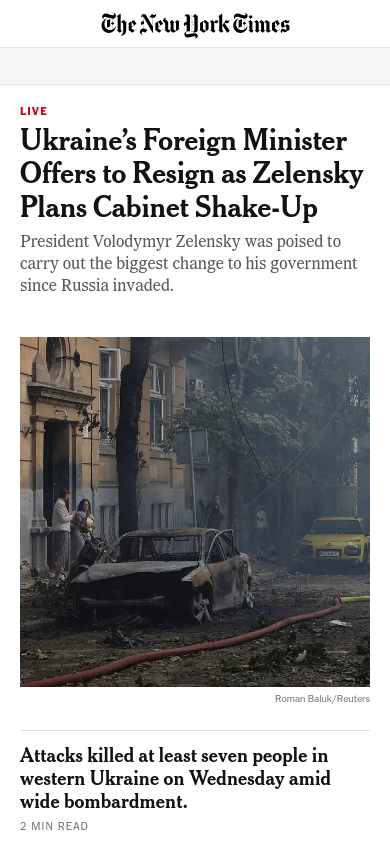 The New York Times
LIVE
Ukraine’s Foreign Minister
Offers to Resign as Zelensky
Plans Cabinet Shake-Up
President Volodymyr Zelensky was poised to
carry out the biggest change to his government
since Russia invaded.
Roman Baluk/Reuters
Attacks killed at least seven people in
western Ukraine on Wednesday amid
wide bombardment.
2 MIN READ